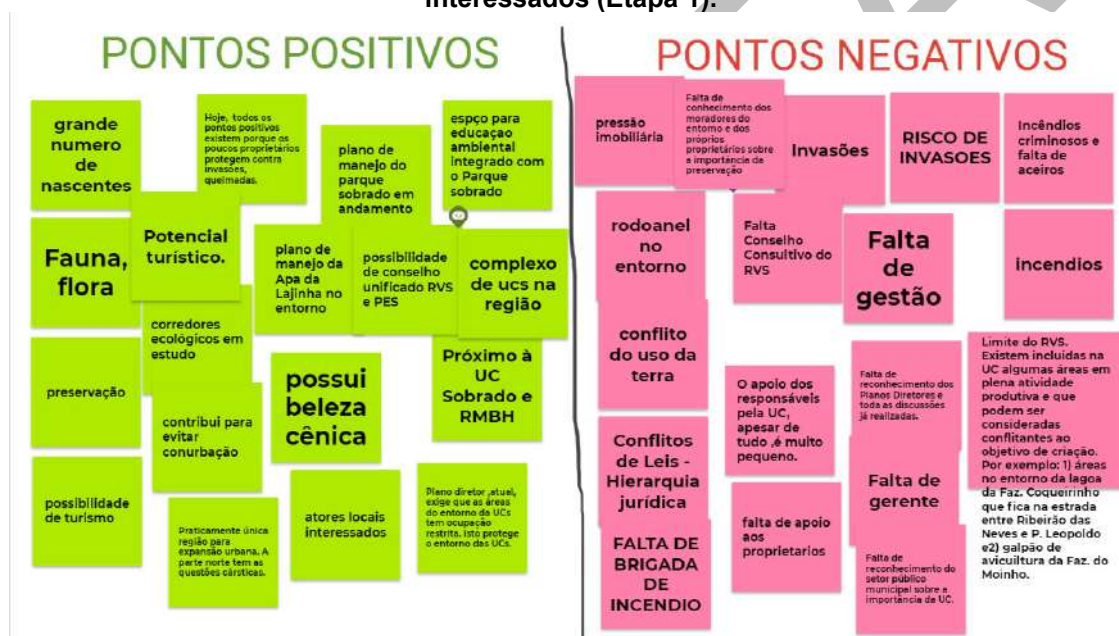 interessados (Etapa 1).
PONTOS POSITIVOS
grande
numero
de
nascentes
Hoje, todos os
pontos positivos
existem porque os
poucos proprietários
protegem contra
invasões,
queimadas.
plano de
manejo do
parque
sobrado em
andamento
espço para
educaçao
ambiental
integrado com
o Parque
sobrado
Fauna,
flora
Potencial
turístico.
plano de
manejo da
Apa da
Lajinha no
entorno
possibilidade
de conselho
unificado RVS
e PES
complexo
de ucs na
região
corredores
ecológicos em
estudo
preservação
contribui para
evitar
conurbação
possui
beleza
cênica
Próximo à
UC
Sobrado e
RMBH
possibilidade
de turismo
Praticamente única
região para
expansão urbana. A
parte norte tem as
questões cársticas.
atores locais
interessados
Plano diretor ,atual,
exige que as áreas
do entorno da UCs
tem ocupação
restrita. Isto protege
o entorno das UCs.
PONTOS NEGATIVOS
pressão
imobiliária
Falta de
conhecimento dos
moradores do
entorno e dos
próprios
proprietários sobre
a importância da
preservação
Invasões
RISCO DE
INVASOES
Incêndios
criminosos e
falta de
aceiros
rodoanel
no
entorno
Falta
Conselho
Consultivo do
RVS
Falta
de
gestão
incendios
conflito
do uso da
terra
O apoio dos
responsáveis
pela UC,
apesar de
tudo ,é muito
pequeno.
Falta de
reconhecimento dos
Planos Diretores e
toda as discussões
já realizadas.
Limite do RVS.
Existem incluidas na
UC algumas áreas em
plena atividade
produtiva e que
podem ser
consideradas
conflitantes ao
objetivo de criação.
Por exemplo: 1) áreas
no entorno da lagoa
da Faz. Coqueirinho
que fica na estrada
entre Ribeirão das
Neves e P. Leopoldo
e2) galpão de
avicuiltura da Faz. do
Moinho.
Conflitos
de Leis -
Hierarquia
jurídica
Falta de
gerente
FALTA DE
BRIGADA
DE
INCENDIO
falta de apoio
aos
proprietarios
Falta de
reconhecimento do
setor público
municipal sobre a
importância da UC.